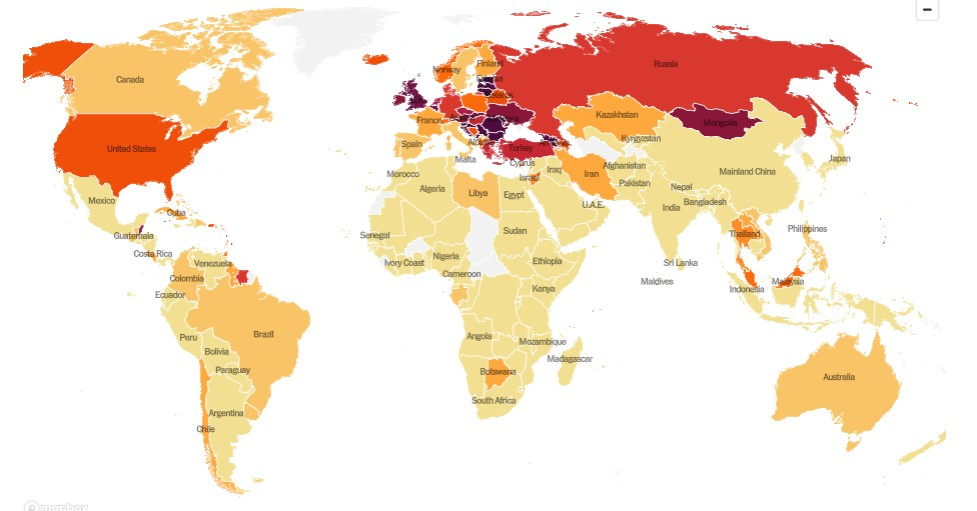 −
Canada
Norway
Finland
Russia
United States
France
Spain
Kazakhstan
Mongolia
Kyrgyzstan
Turkey
Malta
Cyprus
Israel
Iraq
Iran
Afghanistan
Pakistan
Mainland China
Japan
Morocco
Algeria
Libya
Egypt
U.A.E.
Nepal
India
Bangladesh
Mexico
Cuba
Guatemala
Costa Rica
Venezuela
Colombia
Ecuador
Senegal
Ivory Coast
Nigeria
Cameroon
Sudan
Ethiopia
Kenya
Thailand
Philippines
Sri Lanka
Maldives
Malaysia
Indonesia
Peru
Brazil
Bolivia
Paraguay
Angola
Mozambique
Madagascar
Botswana
South Africa
Australia
Argentina
Chile
mapbox